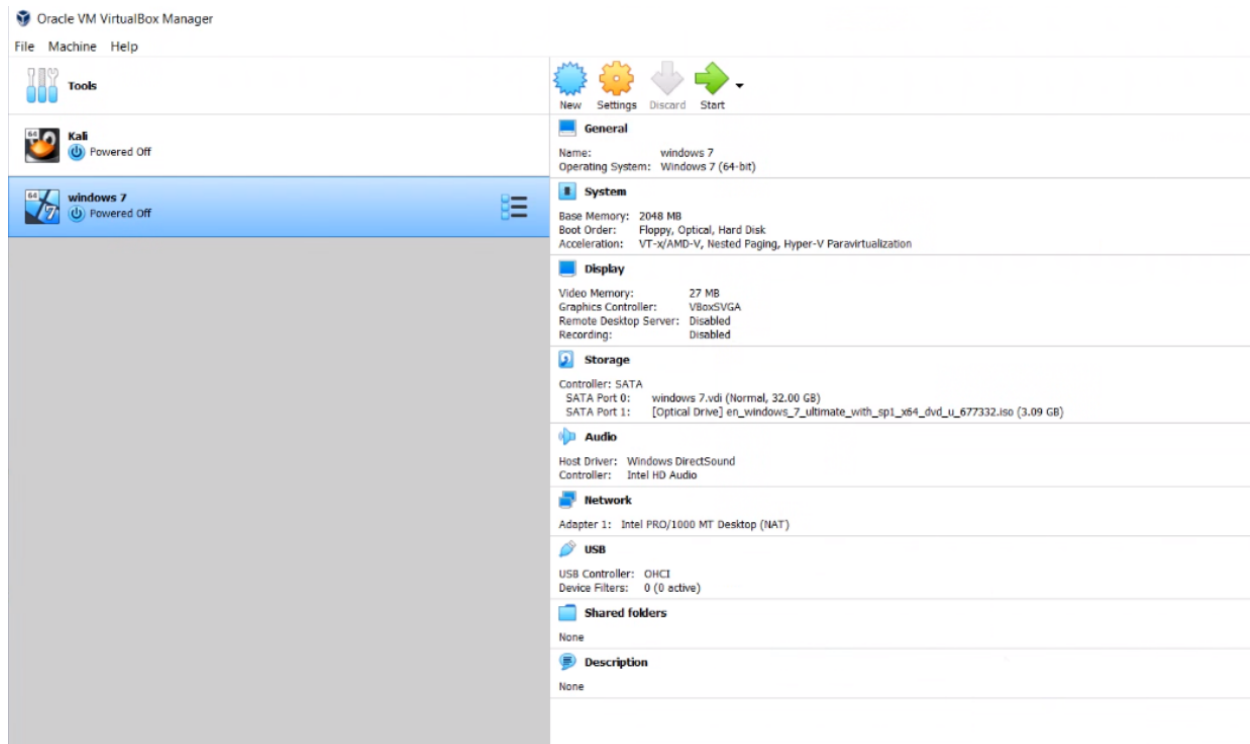 Oracle VM VirtualBox Manager
File Machine Help
Tools
64
Kali
Powered Off
64
7
windows 7
Powered Off
New Settings Discard Start
General
Name: windows 7
Operating System: Windows 7 (64-bit)
System
Base Memory: 2048 MB
Boot Order: Floppy, Optical, Hard Disk
Acceleration: VT-x/AMD-V, Nested Paging, Hyper-V Paravirtualization
Display
Video Memory: 27 MB
Graphics Controller: VBoxSVGA
Remote Desktop Server: Disabled
Recording: Disabled
Storage
Controller: SATA
SATA Port 0: windows 7.vdi (Normal, 32.00 GB)
SATA Port 1: [Optical Drive] en_windows_7_ultimate_with_sp1_x64_dvd_u_677332.iso (3.09 GB)
Audio
Host Driver: Windows DirectSound
Controller: Intel HD Audio
Network
Adapter 1: Intel PRO/1000 MT Desktop (NAT)
USB
USB Controller: OHCI
Device Filters: 0 (0 active)
Shared folders
None
Description
None